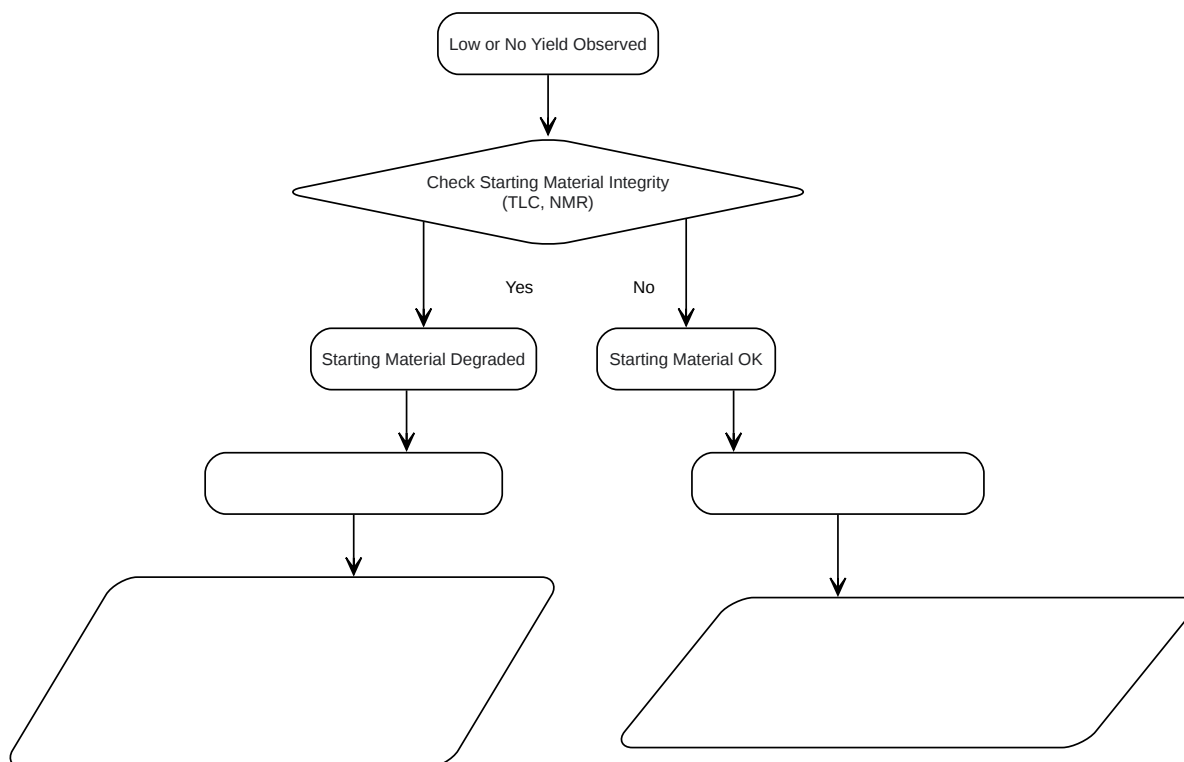 Low or No Yield Observed
Check Starting Material Integrity
(TLC, NMR)
Yes
No
Starting Material Degraded
Starting Material OK